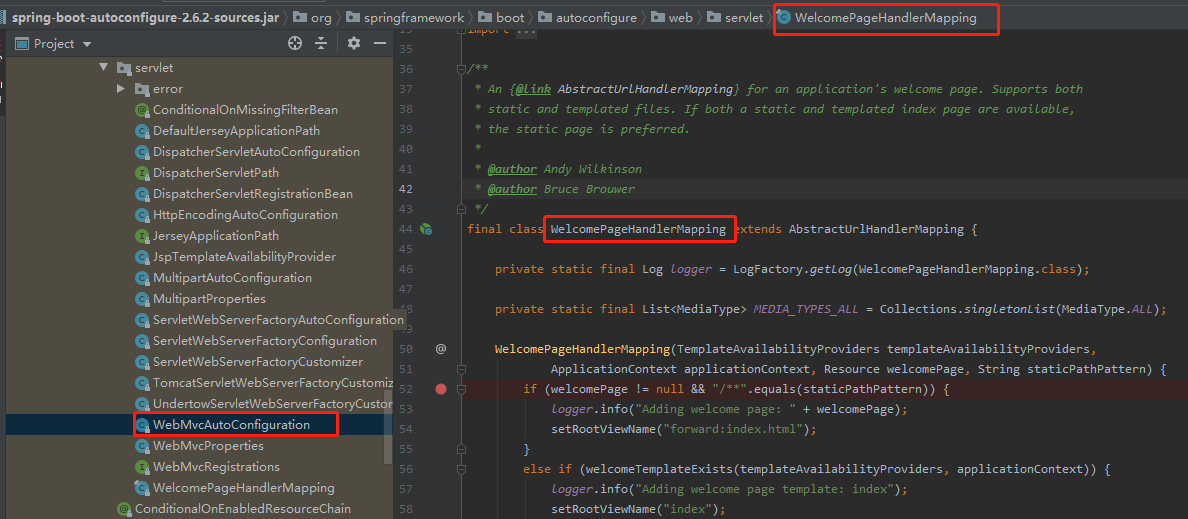 spring-boot-autoconfigure-2.6.2-sources.jar org springframework boot autoconfigure web servlet WelcomePageHandlerMapping
Project
servlet
error
ConditionalOnMissingFilterBean
DefaultJerseyApplicationPath
DispatcherServletAutoConfiguration
DispatcherServletPath
DispatcherServletRegistrationBean
HttpEncodingAutoConfiguration
JerseyApplicationPath
JspTemplateAvailabilityProvider
MultipartAutoConfiguration
MultipartProperties
ServletWebServerFactoryAutoConfiguration
ServletWebServerFactoryConfiguration
ServletWebServerFactoryCustomizer
TomcatServletWebServerFactoryCustomiz
UndertowServletWebServerFactoryCustom
WebMvcAutoConfiguration
WebMvcProperties
WebMvcRegistrations
WelcomePageHandlerMapping
ConditionalOnEnabledResourceChain
import ...
35
36 /**
37 * An {@link AbstractUrlHandlerMapping} for an application's welcome page. Supports both
38 * static and templated files. If both a static and templated index page are available,
39 * the static page is preferred.
40 *
41 * @author Andy Wilkinson
42 * @author Bruce Brouwer
43 */
44 final class WelcomePageHandlerMapping extends AbstractUrlHandlerMapping {
45
46 private static final Log logger = LogFactory.getLog(WelcomePageHandlerMapping.class);
47
48 private static final List<MediaType> MEDIA_TYPES_ALL = Collections.singletonList(MediaType.ALL);
49
50 @ WelcomePageHandlerMapping(TemplateAvailabilityProviders templateAvailabilityProviders,
51 ApplicationContext applicationContext, Resource welcomePage, String staticPathPattern) {
52 if (welcomePage != null && "/**".equals(staticPathPattern)) {
53 logger.info("Adding welcome page: " + welcomePage);
54 setRootViewName("forward:index.html");
55 }
56 else if (welcomeTemplateExists(templateAvailabilityProviders, applicationContext)) {
57 logger.info("Adding welcome page template: index");
58 setRootViewName("index");